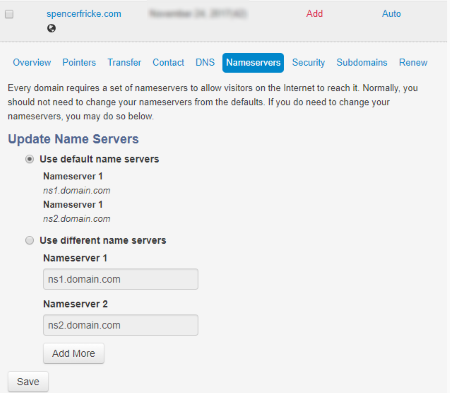 spencerfricke.com Add Auto
Overview Pointers Transfer Contact DNS Nameservers Security Subdomains Renew
Every domain requires a set of nameservers to allow visitors on the Internet to reach it. Normally, you
should not need to change your nameservers from the defaults. If you do need to change your
nameservers, you may do so below.
Update Name Servers
Use default name servers
Nameserver 1
ns1.domain.com
Nameserver 1
ns2.domain.com
Use different name servers
Nameserver 1
ns1.domain.com
Nameserver 2
ns2.domain.com
Add More
Save